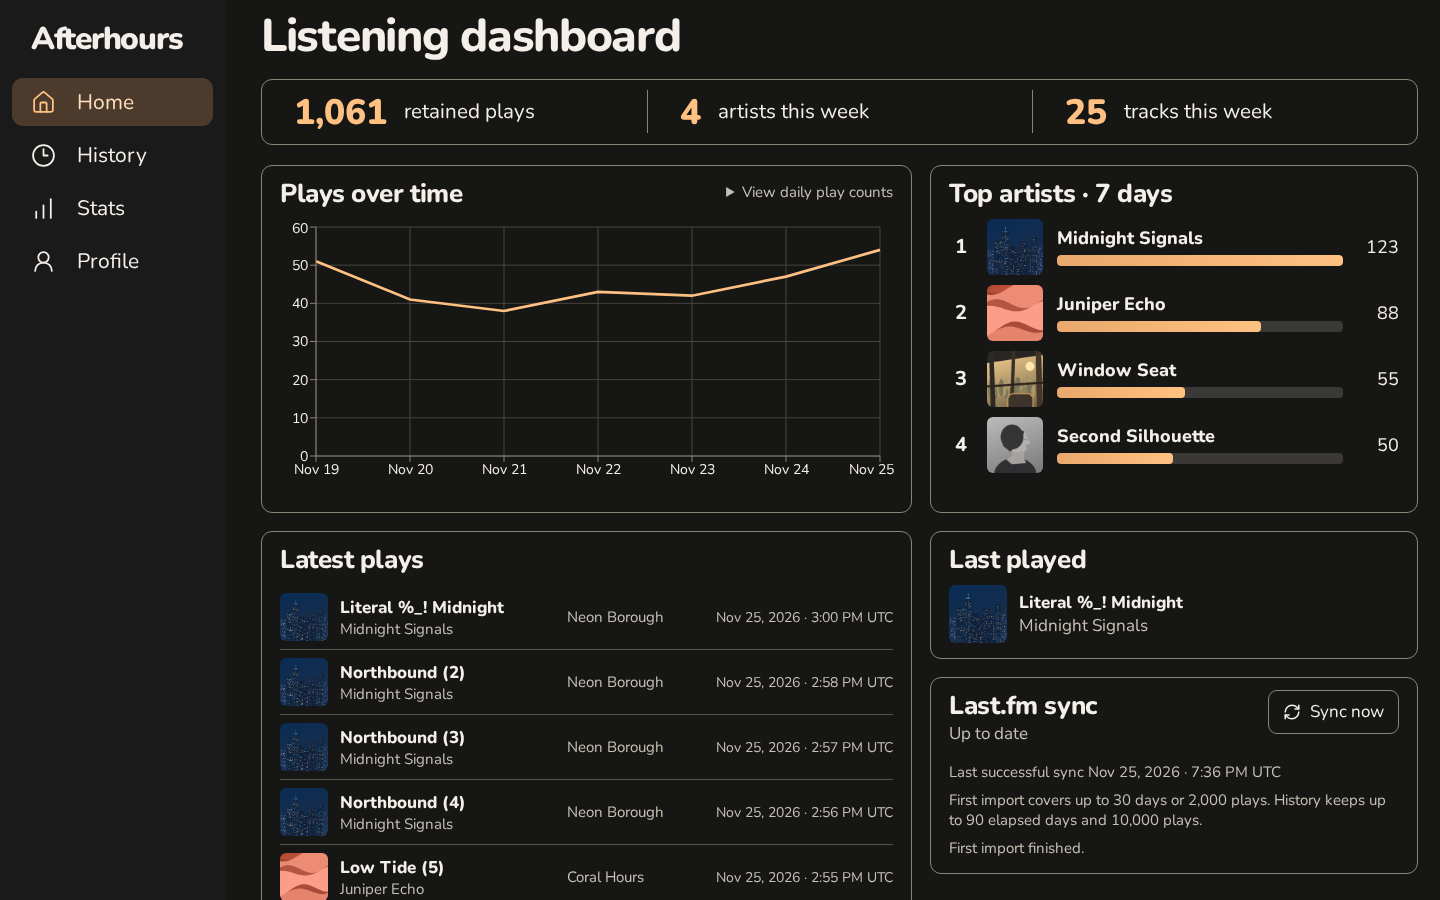 Afterhours
Home
History
Stats
Profile
Listening dashboard
1,061 retained plays
4 artists this week
25 tracks this week
Plays over time
View daily play counts
60
50
40
30
20
10
0
Nov 19 Nov 20 Nov 21 Nov 22 Nov 23 Nov 24 Nov 25
Top artists · 7 days
1 Midnight Signals 123
2 Juniper Echo 88
3 Window Seat 55
4 Second Silhouette 50
Latest plays
Literal %_! Midnight
Midnight Signals
Neon Borough
Nov 25, 2026 · 3:00 PM UTC
Northbound (2)
Midnight Signals
Neon Borough
Nov 25, 2026 · 2:58 PM UTC
Northbound (3)
Midnight Signals
Neon Borough
Nov 25, 2026 · 2:57 PM UTC
Northbound (4)
Midnight Signals
Neon Borough
Nov 25, 2026 · 2:56 PM UTC
Low Tide (5)
Juniper Echo
Coral Hours
Nov 25, 2026 · 2:55 PM UTC
Last played
Literal %_! Midnight
Midnight Signals
Last.fm sync
Up to date
Sync now
Last successful sync Nov 25, 2026 · 7:36 PM UTC
First import covers up to 30 days or 2,000 plays. History keeps up
to 90 elapsed days and 10,000 plays.
First import finished.